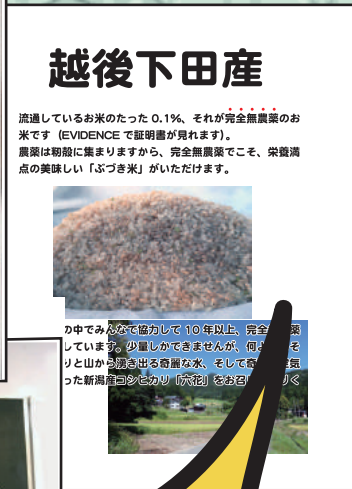 越後下田産
流通しているお米のたった 0.1%、それが完全無農薬のお
米です（EVIDENCE で証明書が見れます）。
農薬は籾殻に集まりますから、完全無農薬でこそ、栄養満
点の美味しい「ぶづき米」がいただけます。
の中でみんなで協力して 10 年以上、完全 薬
しています。少量しかできませんが、何よ そ
りと山から湧き出る奇麗な水、そして 空気
った新潟産コシヒカリ「六花」をお召 りく